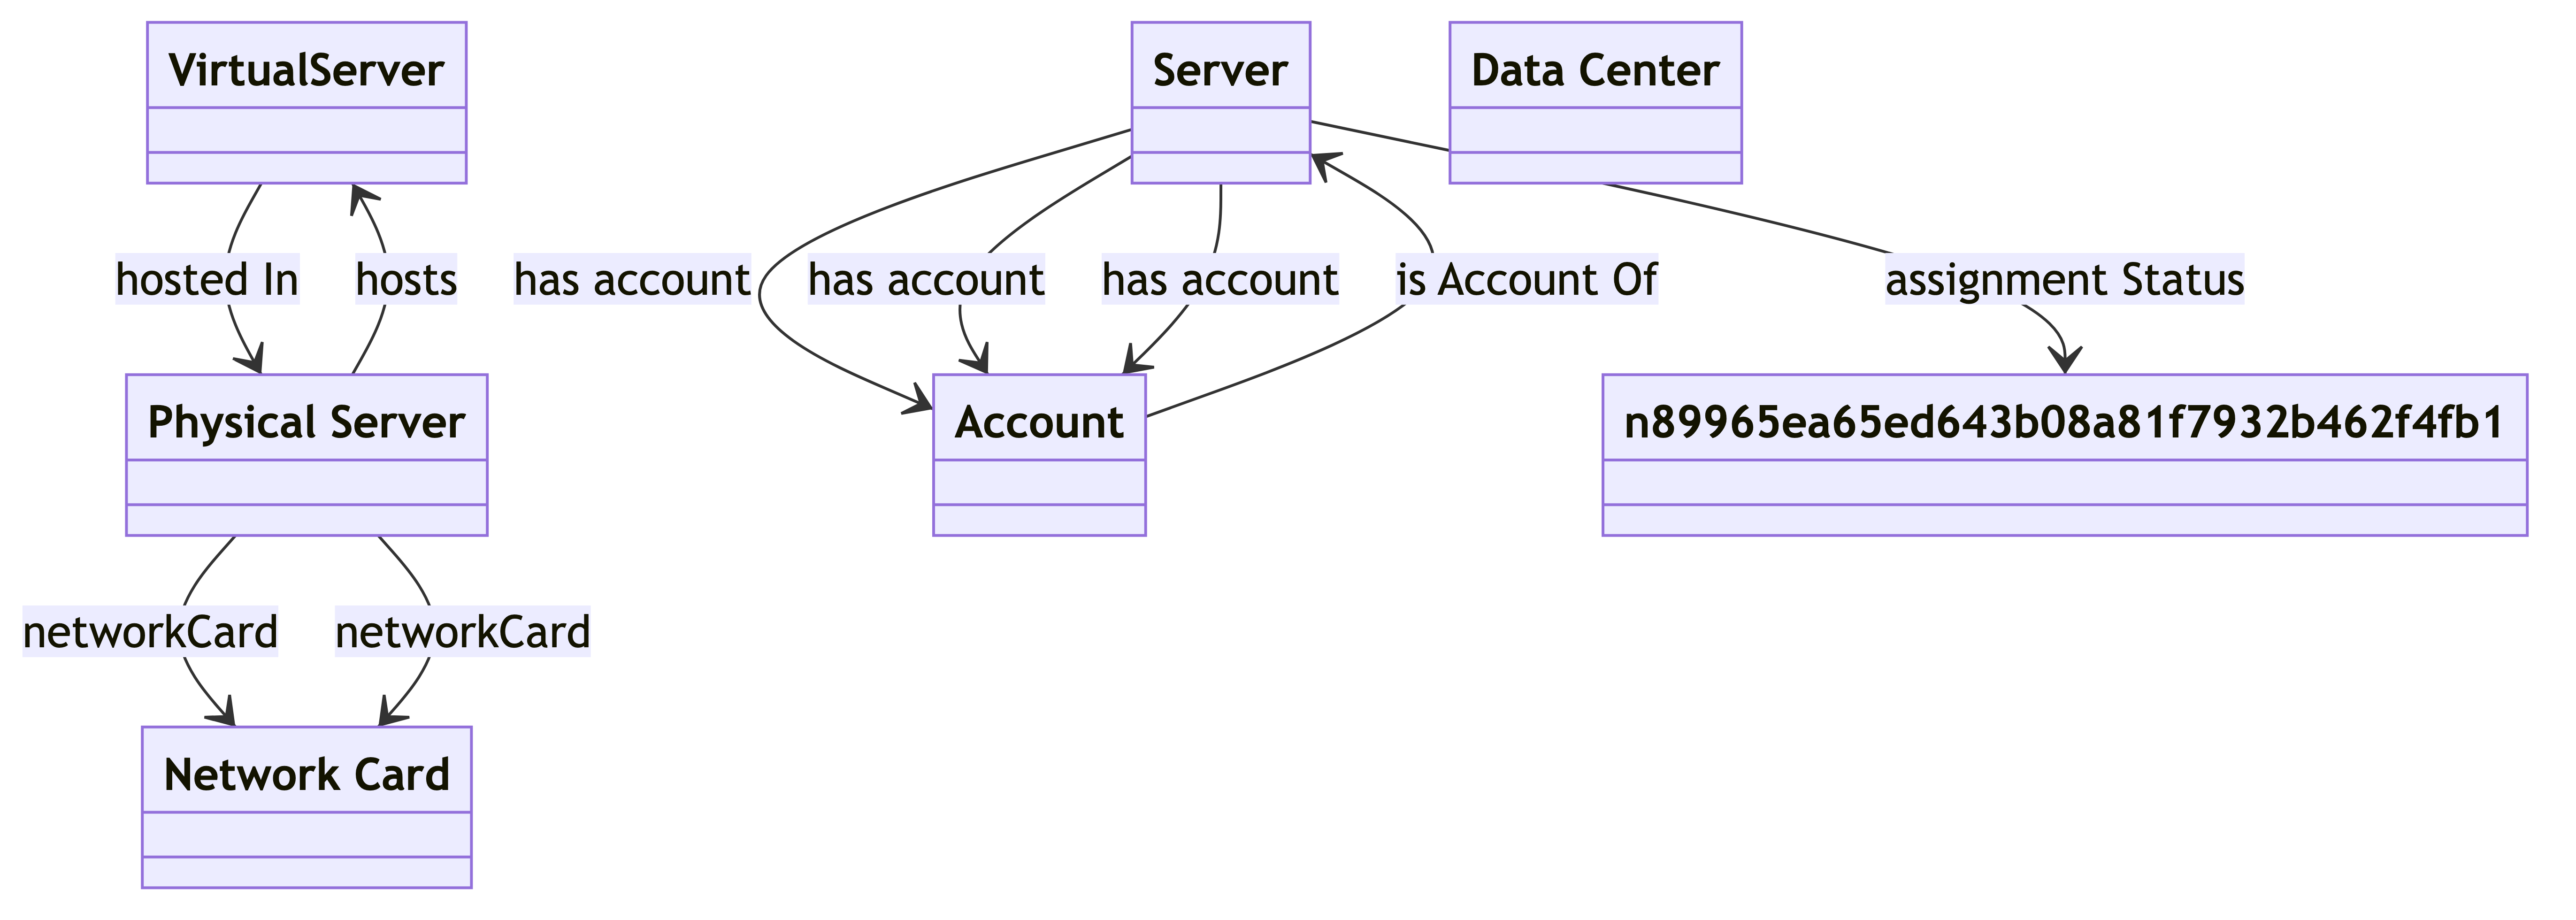 VirtualServer
Server
Data Center
hosted In
hosts
has account
has account
has account
is Account Of
assignment Status
Physical Server
Account
n89965ea65ed643b08a81f7932b462f4fb1
networkCard
networkCard
Network Card